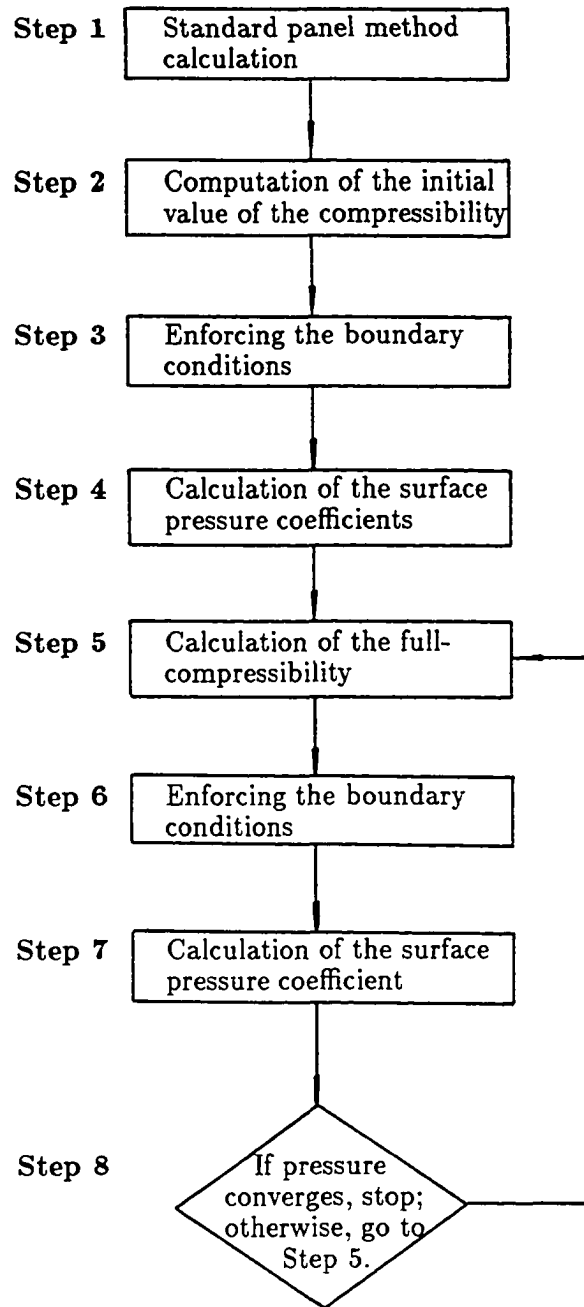 Step 1 Standard panel method
calculation
Step 2 Computation of the initial
value of the compressibility
Step 3 Enforcing the boundary
conditions
Step 4 Calculation of the surface
pressure coefficients
Step 5 Calculation of the full-
compressibility
Step 6 Enforcing the boundary
conditions
Step 7 Calculation of the surface
pressure coefficient
Step 8
If pressure
converges, stop;
otherwise, go to
Step 5.